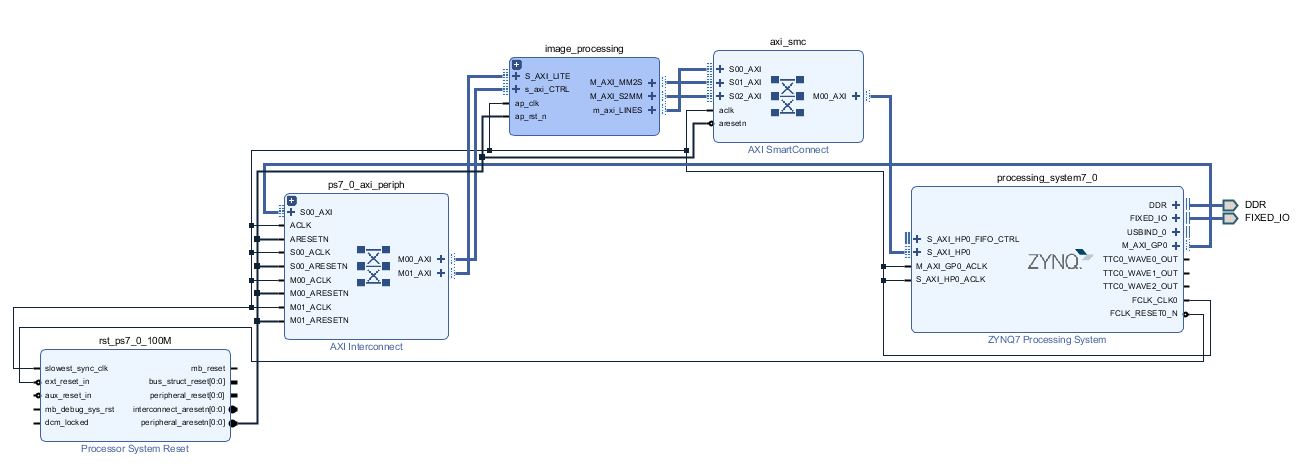 image_processing
S_AXI_LITE
s_axi_CTRL
ap_clk
ap_rst_n
M_AXI_MM2S
M_AXI_S2MM
m_axi_LINES
axi_smc
S00_AXI
S01_AXI
S02_AXI
aclk
aresetn
M00_AXI
AXI SmartConnect
ps7_0_axi_periph
S00_AXI
ACLK
ARESETN
S00_ACLK
S00_ARESETN
M00_ACLK
M00_ARESETN
M01_ACLK
M01_ARESETN
M00_AXI
M01_AXI
AXI Interconnect
processing_system7_0
S_AXI_HP0_FIFO_CTRL
S_AXI_HP0
M_AXI_GP0_ACLK
S_AXI_HP0_ACLK
ZYNQ
DDR
FIXED_IO
USBIND_0
M_AXI_GP0
TTC0_WAVE0_OUT
TTC0_WAVE1_OUT
TTC0_WAVE2_OUT
FCLK_CLK0
FCLK_RESET0_N
ZYNQ7 Processing System
DDR
FIXED_IO
rst_ps7_0_100M
slowest_sync_clk
ext_reset_in
aux_reset_in
mb_debug_sys_rst
dcm_locked
mb_reset
bus_struct_reset[0:0]
peripheral_reset[0:0]
interconnect_aresetn[0:0]
peripheral_aresetn[0:0]
Processor System Reset